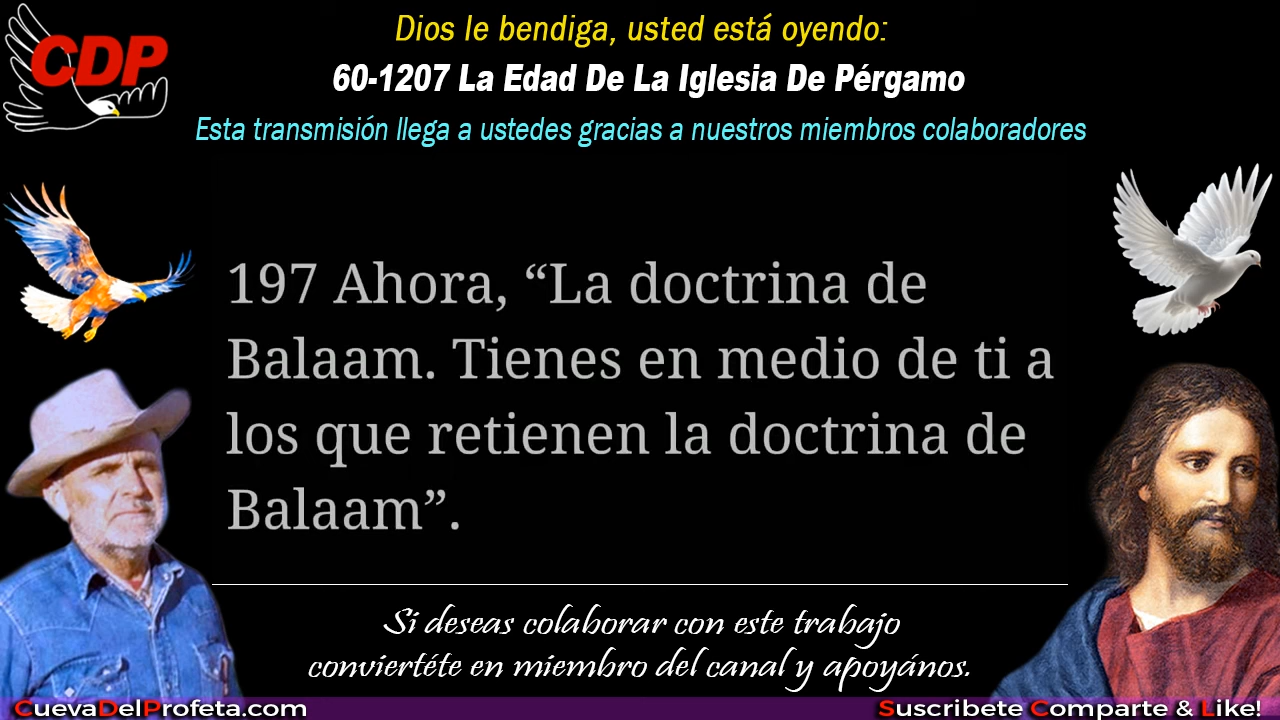 CDP
Dios le bendiga, usted está oyendo:
60-1207 La Edad De La Iglesia De Pérgamo
Esta transmisión llega a ustedes gracias a nuestros miembros colaboradores
197 Ahora, “La doctrina de
Balaam. Tienes en medio de ti a
los que retienen la doctrina de
Balaam”.
Si deseas colaborar con este trabajo
conviertéte en miembro del canal y apoyános.
CuevaDelProfeta.com
Suscribete Comparte & Like!